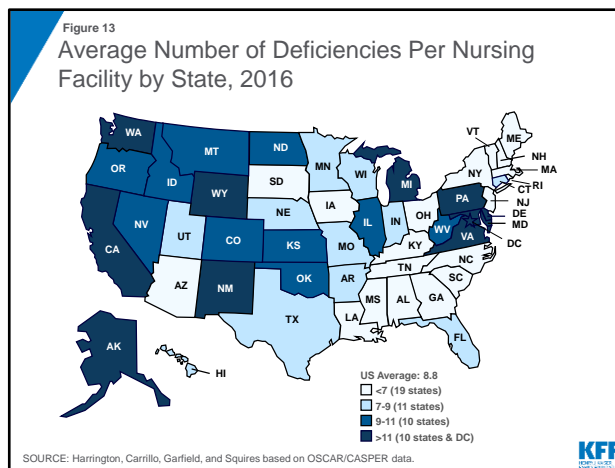 Figure 13
Average Number of Deficiencies Per Nursing
Facility by State, 2016
WA
MT
ND
OR
ID
WY
SD
MN
WI
MI
VT
ME
NH
MA
NY
RI
CT
NJ
PA
DE
MD
DC
NV
UT
CO
NE
IA
IL
IN
OH
WV
VA
CA
KS
MO
KY
NC
AZ
NM
OK
AR
TN
SC
TX
LA
MS
AL
GA
FL
AK
HI
US Average: 8.8
<7 (19 states)
7-9 (11 states)
9-11 (10 states)
>11 (10 states & DC)
SOURCE: Harrington, Carrillo, Garfield, and Squires based on OSCAR/CASPER data.
KFF